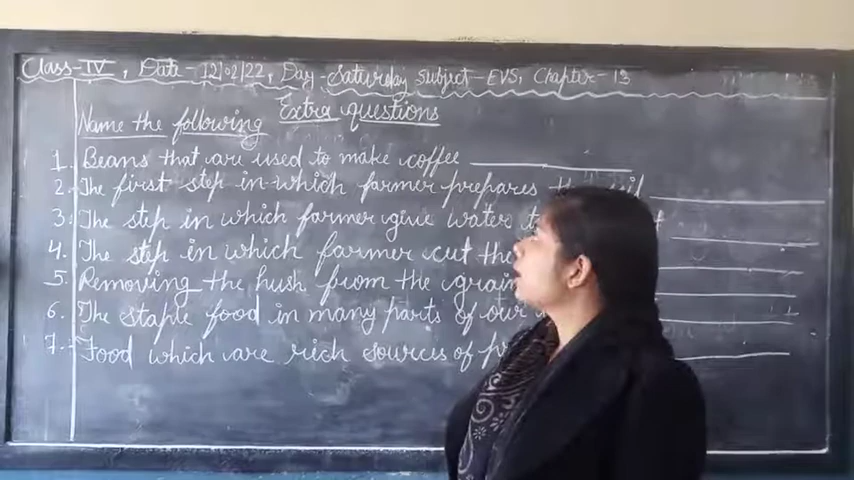 Class-IV, Date-12/02/22, Day-Saturday Subject-EVS, Chapter-13
Extra questions
Name the following
1. Beans that are used to make coffee
2. The first step in which farmer prepares
3. The step in which farmer give water
4. The step in which farmer cut the
5. Removing the husk from the grain
6. The staple food in many parts of our
7. Food which are rich sources of